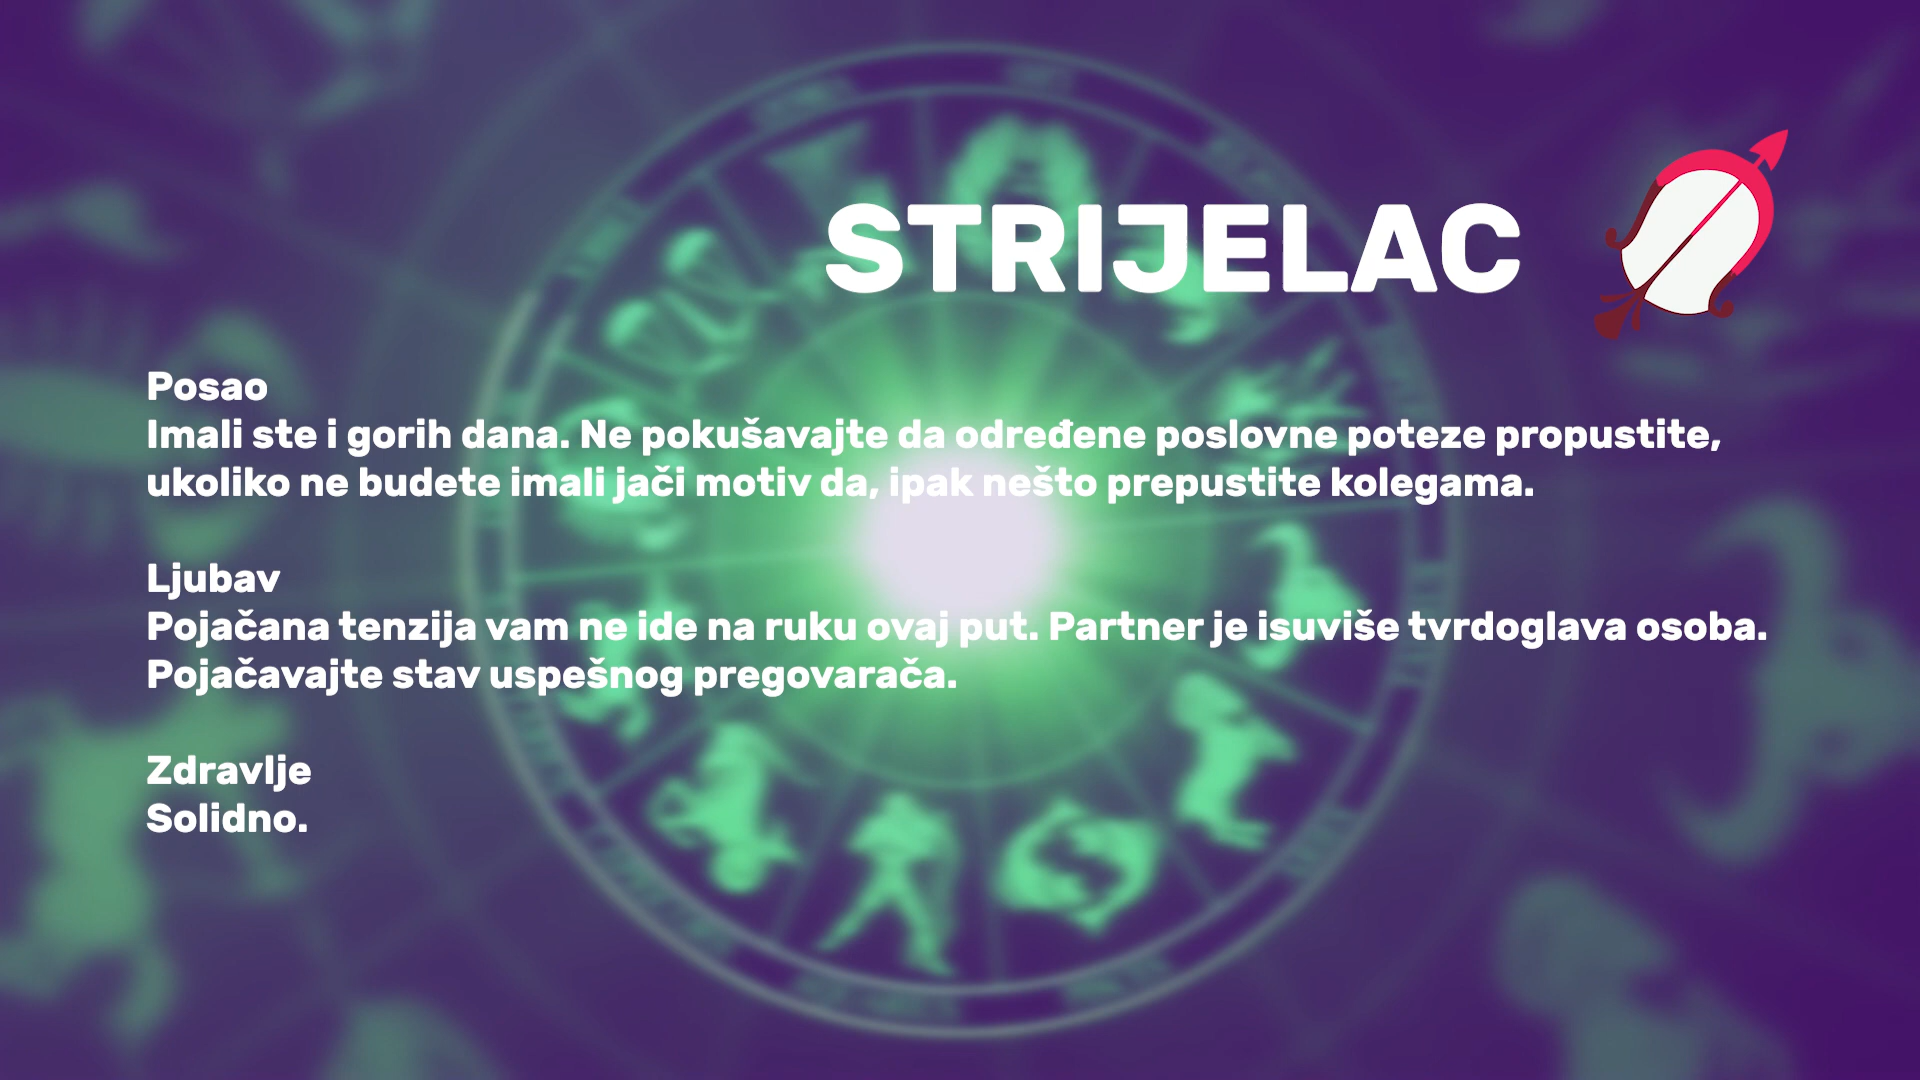 STRIJELAC
Posao
Imali ste i gorih dana. Ne pokušavajte da određene poslovne poteze propustite,
ukoliko ne budete imali jači motiv da, ipak nešto prepustite kolegama.
Ljubav
Pojačana tenzija vam ne ide na ruku ovaj put. Partner je isuviše tvrdoglava osoba.
Pojačavajte stav uspešnog pregovarača.
Zdravlje
Solidno.